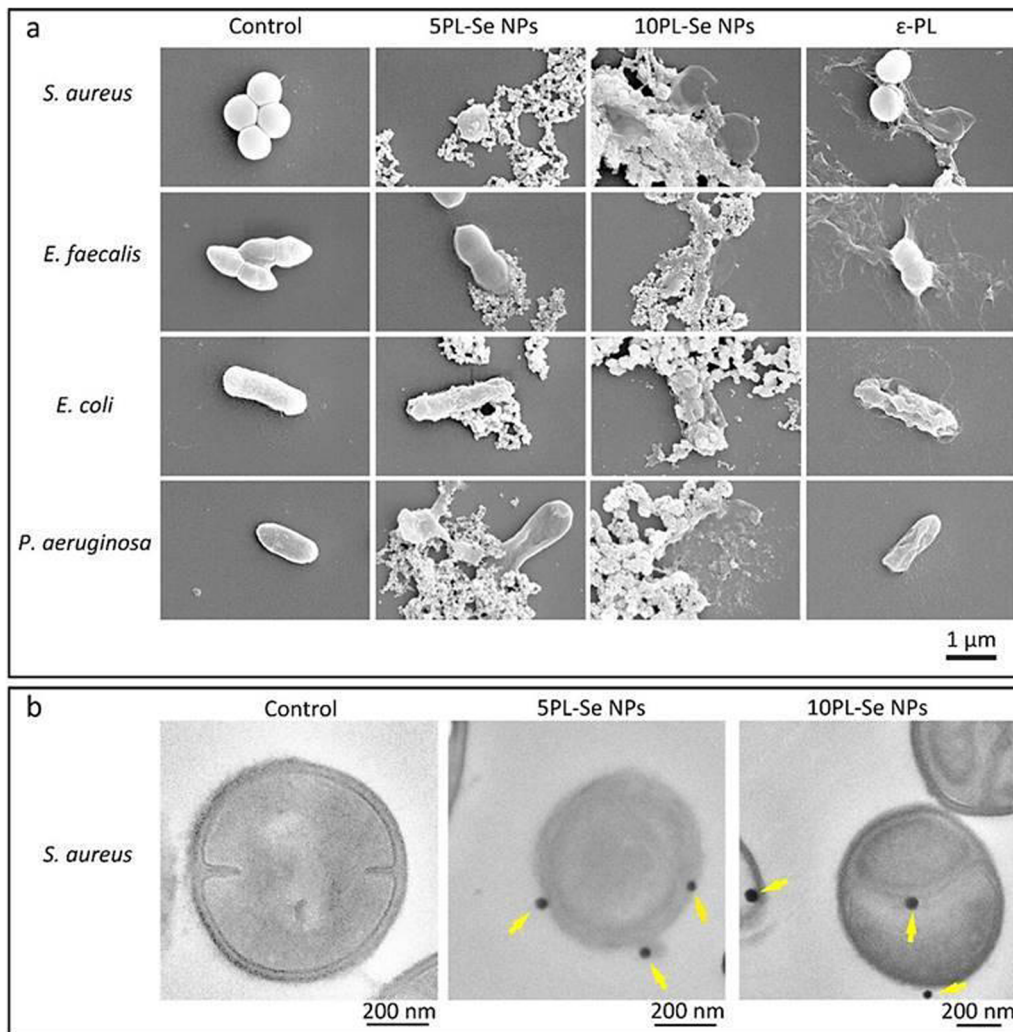 a
Control 5PL-Se NPs 10PL-Se NPs ε-PL
S. aureus
E. faecalis
E. coli
P. aeruginosa
1 μm
b
Control 5PL-Se NPs 10PL-Se NPs
S. aureus
200 nm 200 nm 200 nm